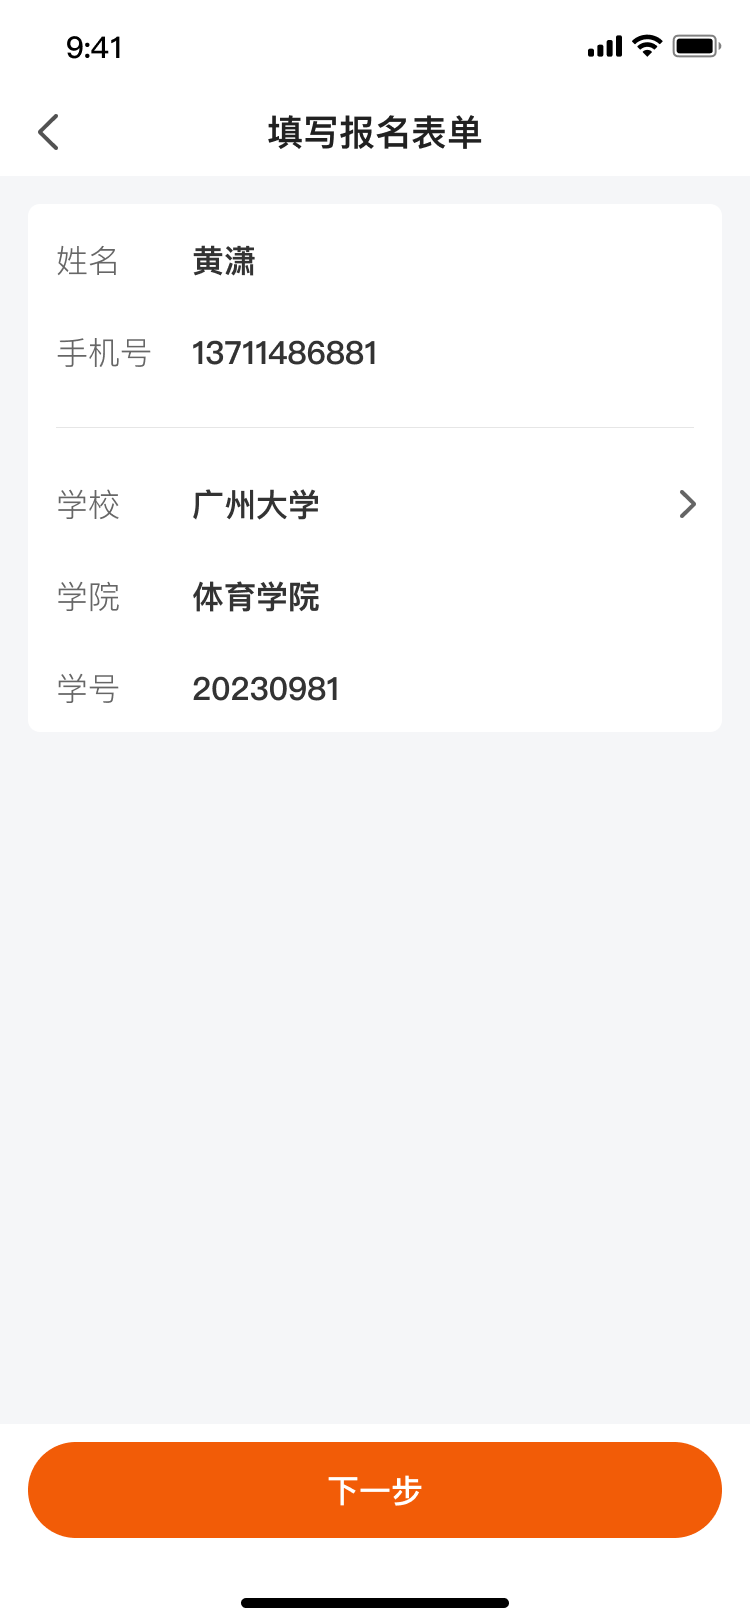 9:41
填写报名表单
姓名 黄潇
手机号 13711486881
学校 广州大学
学院 体育学院
学号 20230981
下一步